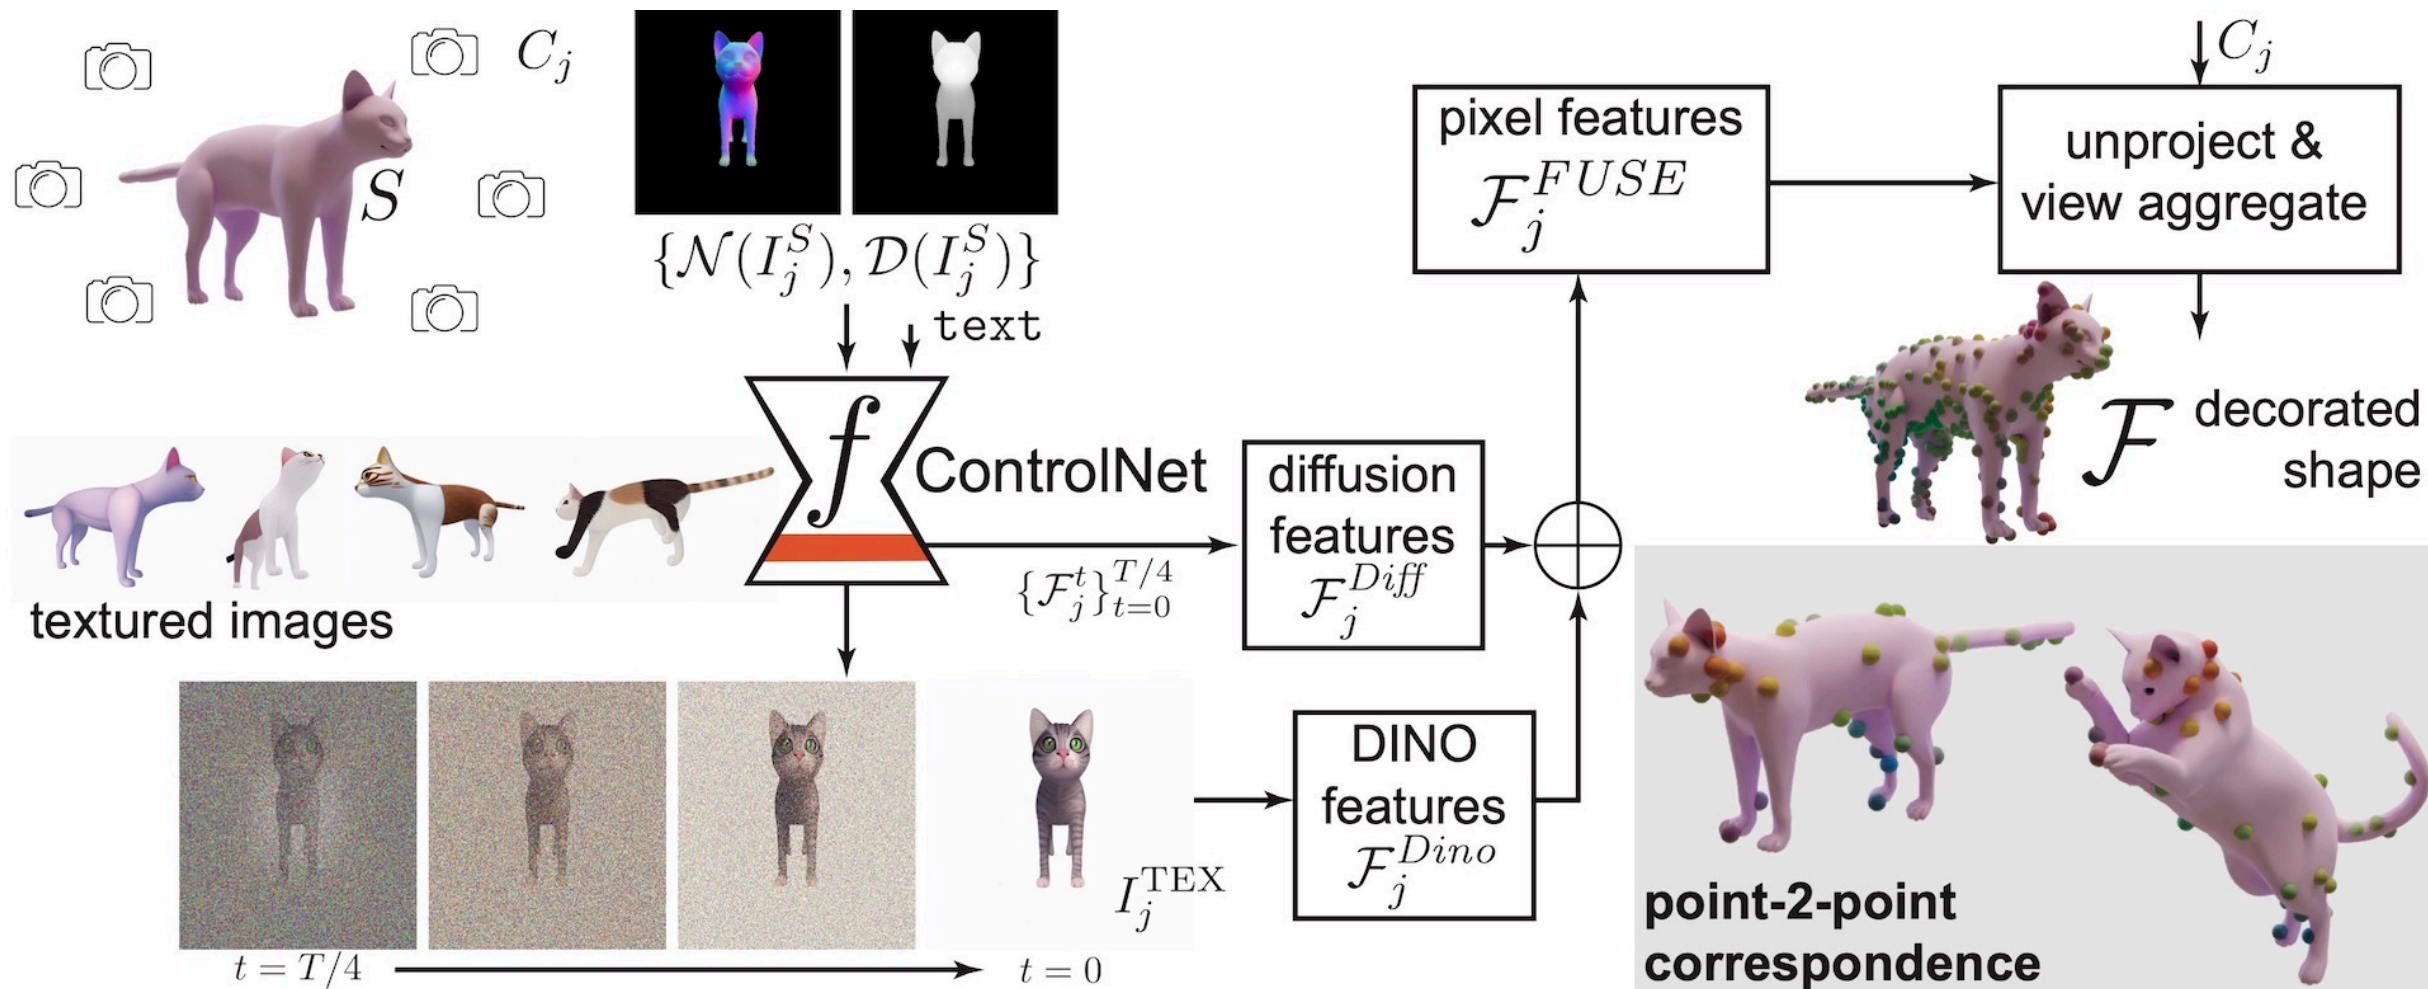 C_j
S
{N(I_j^S), D(I_j^S)}
text
f
ControlNet
{F_j^t}_{t=0}^{T/4}
textured images
t = T/4
t = 0
I_j^TEX
diffusion
features
F_j^Diff
DINO
features
F_j^Dino
pixel features
F_j^FUSE
C_j
unproject &
view aggregate
F
decorated
shape
point-2-point
correspondence